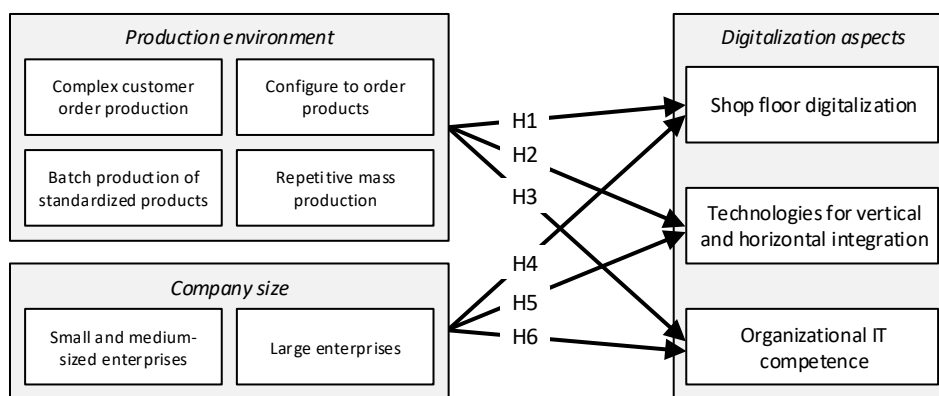 Production environment
Complex customer
order production
Configure to order
products
Batch production of
standardized products
Repetitive mass
production
Company size
Small and medium-
sized enterprises
Large enterprises
H1
H2
H3
H4
H5
H6
Digitalization aspects
Shop floor digitalization
Technologies for vertical
and horizontal integration
Organizational IT
competence